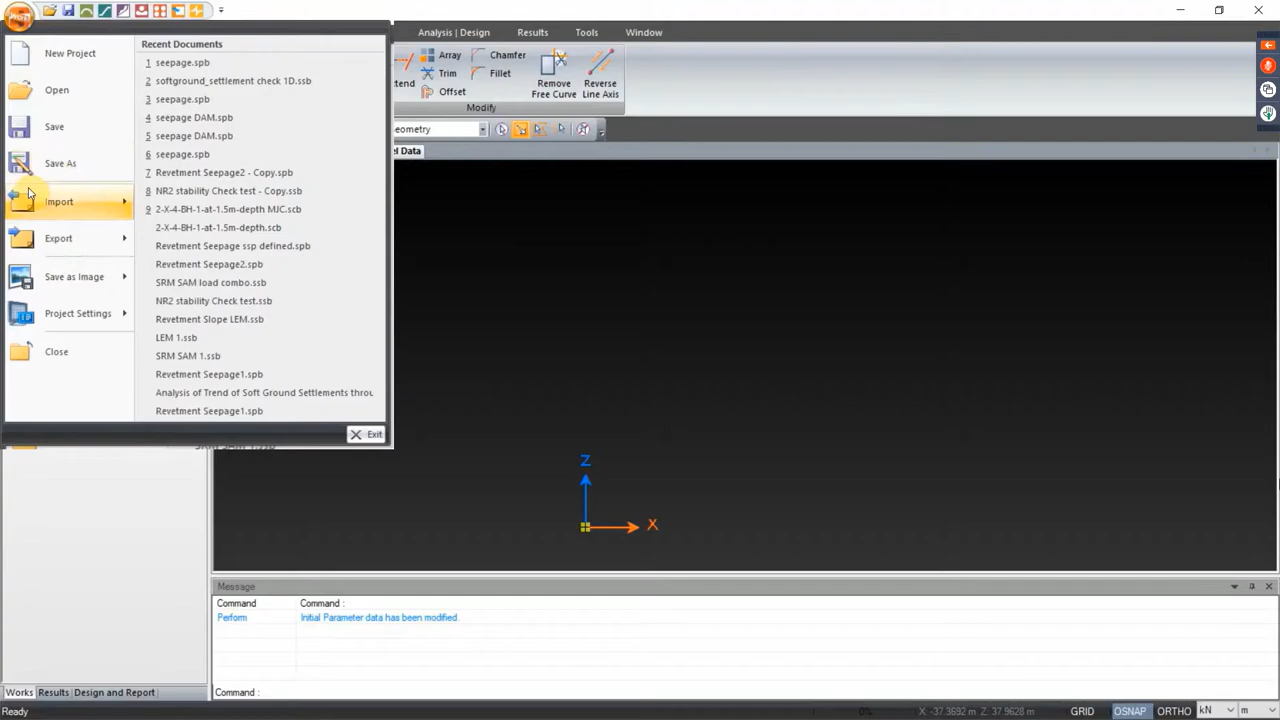 Analysis | Design Results Tools Window
New Project
Open
Save
Save As
Import
Export
Save as Image
Project Settings
Close
Recent Documents
1 seepage.spb
2 softground_settlement check 1D.ssb
3 seepage.spb
4 seepage DAM.spb
5 seepage DAM.spb
6 seepage.spb
7 Revetment Seepage2 - Copy.spb
8 NR2 stability Check test - Copy.ssb
9 2-X-4-BH-1-at-1.5m-depth MJC.scb
2-X-4-BH-1-at-1.5m-depth.scb
Revetment Seepage ssp defined.spb
Revetment Seepage2.spb
SRM SAM load combo.ssb
NR2 stability Check test.ssb
Revetment Slope LEM.ssb
LEM 1.ssb
SRM SAM 1.ssb
Revetment Seepage1.spb
Analysis of Trend of Soft Ground Settlements throu
Revetment Seepage1.spb
Exit
tend
Array
Trim
Offset
Chamfer
Fillet
Remove
Free Curve
Reverse
Line Axis
Modify
eometry
el Data
Z
X
Message
Command Command :
Perform Initial Parameter data has been modified.
Command :
Works Results Design and Report
Ready
0%
X: -37.3692 m Z: 37.9628 m
GRID OSNAP ORTHO kN m